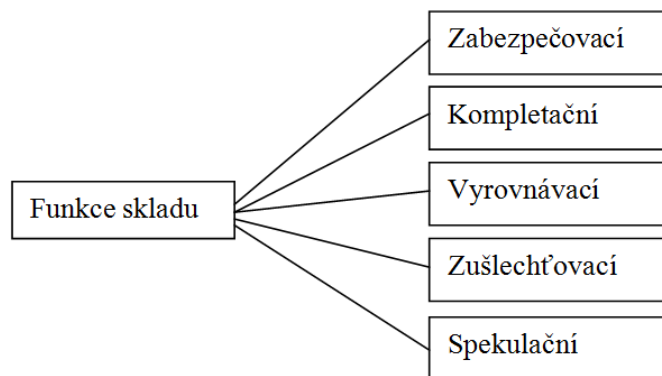 Funkce skladu
Zabezpečovací
Kompletační
Vyrovnávací
Zušlechťovací
Spekulační